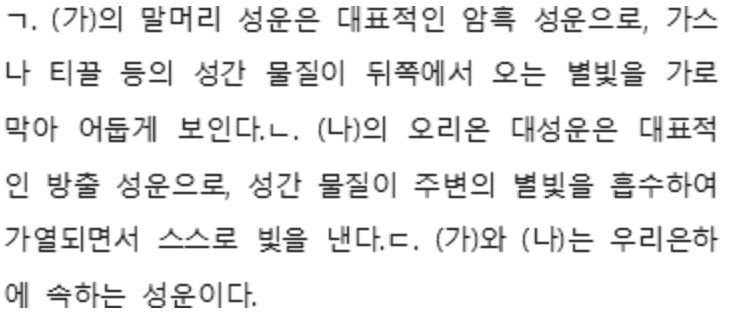 ㄱ. (가)의 말머리 성운은 대표적인 암흑 성운으로, 가스
나 티끌 등의 성간 물질이 뒤쪽에서 오는 별빛을 가로
막아 어둡게 보인다.ㄴ. (나)의 오리온 대성운은 대표적
인 방출 성운으로, 성간 물질이 주변의 별빛을 흡수하여
가열되면서 스스로 빛을 낸다.ㄷ. (가)와 (나)는 우리은하
에 속하는 성운이다.